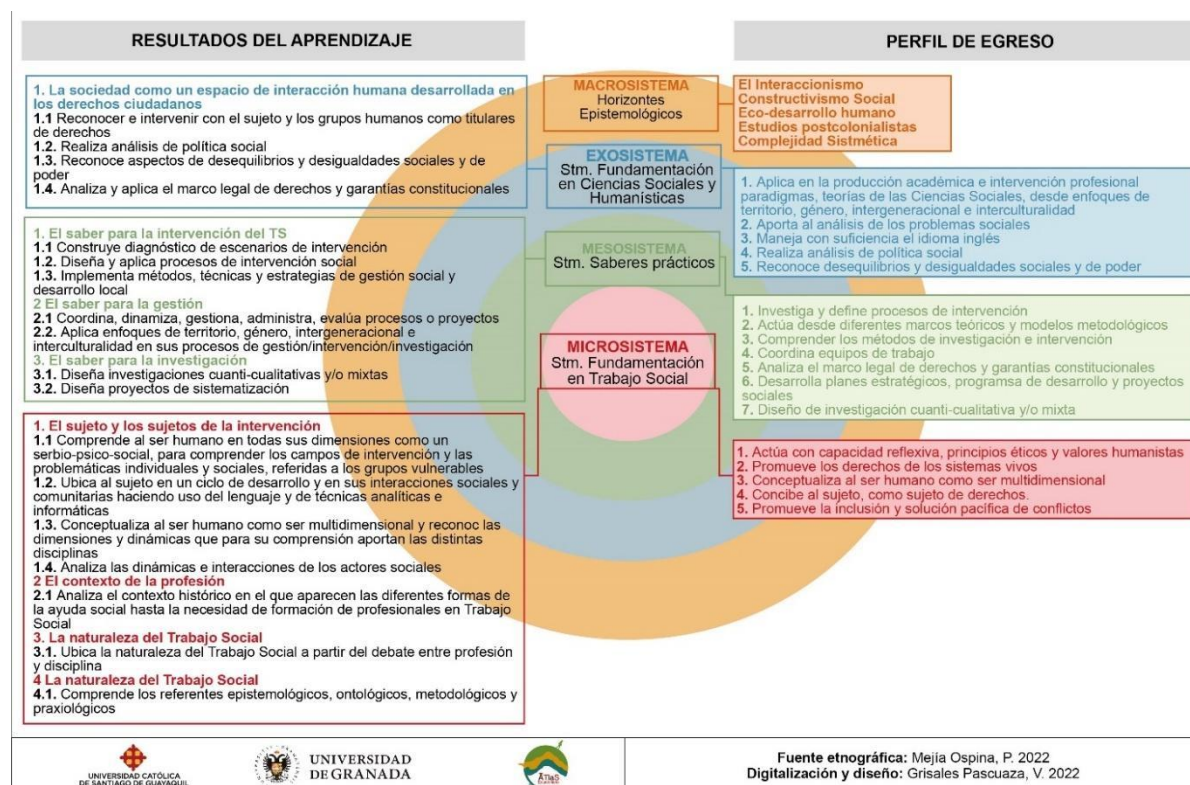 RESULTADOS DEL APRENDIZAJE
1. La sociedad como un espacio de interacción humana desarrollada en
los derechos ciudadanos
1.1 Reconocer e intervenir con el sujeto y los grupos humanos como titulares
de derechos
1.2. Realiza análisis de política social
1.3. Reconoce aspectos de desequilibrios y desigualdades sociales y de
poder
1.4. Analiza y aplica el marco legal de derechos y garantías constitucionales
1. El saber para la intervención del TS
1.1 Construye diagnóstico de escenarios de intervención
1.2. Diseña y aplica procesos de intervención social
1.3. Implementa métodos, técnicas y estrategias de gestión social y
desarrollo local
2 El saber para la gestión
2.1 Coordina, dinamiza, gestiona, administra, evalúa procesos o proyectos
2.2. Aplica enfoques de territorio, género, intergeneracional e
interculturalidad en sus procesos de gestión/intervención/investigación
3. El saber para la investigación
3.1. Diseña investigaciones cuanti-cualitativas y/o mixtas
3.2. Diseña proyectos de sistematización
1. El sujeto y los sujetos de la intervención
1.1 Comprende al ser humano en todas sus dimensiones como un
serbio-psico-social, para comprender los campos de intervención y las
problemáticas individuales y sociales, referidas a los grupos vulnerables
1.2. Ubica al sujeto en un ciclo de desarrollo y en sus interacciones sociales y
comunitarias haciendo uso del lenguaje y de técnicas analíticas e
informáticas
1.3. Conceptualiza al ser humano como ser multidimensional y reconoc las
dimensiones y dinámicas que para su comprensión aportan las distintas
disciplinas
1.4. Analiza las dinámicas e interacciones de los actores sociales
2 El contexto de la profesión
2.1 Analiza el contexto histórico en el que aparecen las diferentes formas de
la ayuda social hasta la necesidad de formación de profesionales en Trabajo
Social
3. La naturaleza del Trabajo Social
3.1. Ubica la naturaleza del Trabajo Social a partir del debate entre profesión
y disciplina
4 La naturaleza del Trabajo Social
4.1. Comprende los referentes epistemológicos, ontológicos, metodológicos y
praxiológicos
MACROSISTEMA
Horizontes
Epistemológicos
EXOSISTEMA
Stm. Fundamentación
en Ciencias Sociales y
Humanísticas
MESOSISTEMA
Stm. Saberes prácticos
MICROSISTEMA
Stm. Fundamentación
en Trabajo Social
PERFIL DE EGRESO
El Interaccionismo
Constructivismo Social
Eco-desarrollo humano
Estudios postcolonialistas
Complejidad Sistmética
1. Aplica en la producción académica e intervención profesional
paradigmas, teorías de las Ciencias Sociales, desde enfoques de
territorio, género, intergeneracional e interculturalidad
2. Aporta al análisis de los problemas sociales
3. Maneja con suficiencia el idioma inglés
4. Realiza análisis de política social
5. Reconoce desequilibrios y desigualdades sociales y de poder
1. Investiga y define procesos de intervención
2. Actúa desde diferentes marcos teóricos y modelos metodológicos
3. Comprender los métodos de investigación e intervención
4. Coordina equipos de trabajo
5. Analiza el marco legal de derechos y garantías constitucionales
6. Desarrolla planes estratégicos, programsa de desarrollo y proyectos
sociales
7. Diseño de investigación cuanti-cualitativa y/o mixta
1. Actúa con capacidad reflexiva, principios éticos y valores humanistas
2. Promueve los derechos de los sistemas vivos
3. Conceptualiza al ser humano como ser multidimensional
4. Concibe al sujeto, como sujeto de derechos.
5. Promueve la inclusión y solución pacífica de conflictos
UNIVERSIDAD CATÓLICA
DE SANTIAGO DE GUAYAQUIL
UNIVERSIDAD
DE GRANADA
ATLAS
Fuente etnográfica: Mejía Ospina, P. 2022
Digitalización y diseño: Grisales Pascuaza, V. 2022